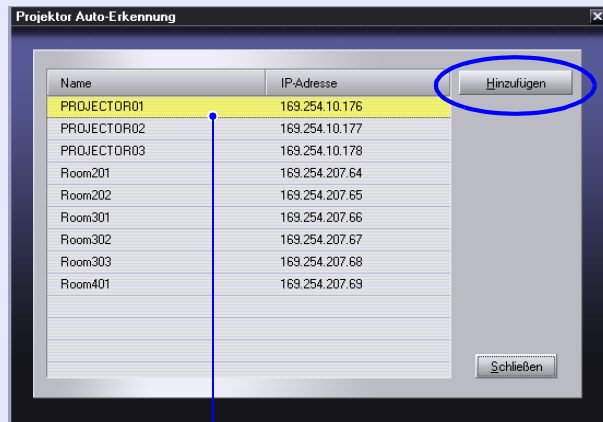 Projektor Auto-Erkennung
Name IP-Adresse Hinzufügen
PROJECTOR01 169.254.10.176
PROJECTOR02 169.254.10.177
PROJECTOR03 169.254.10.178
Room201 169.254.207.64
Room202 169.254.207.65
Room301 169.254.207.66
Room302 169.254.207.67
Room303 169.254.207.68
Room401 169.254.207.69
Schließen